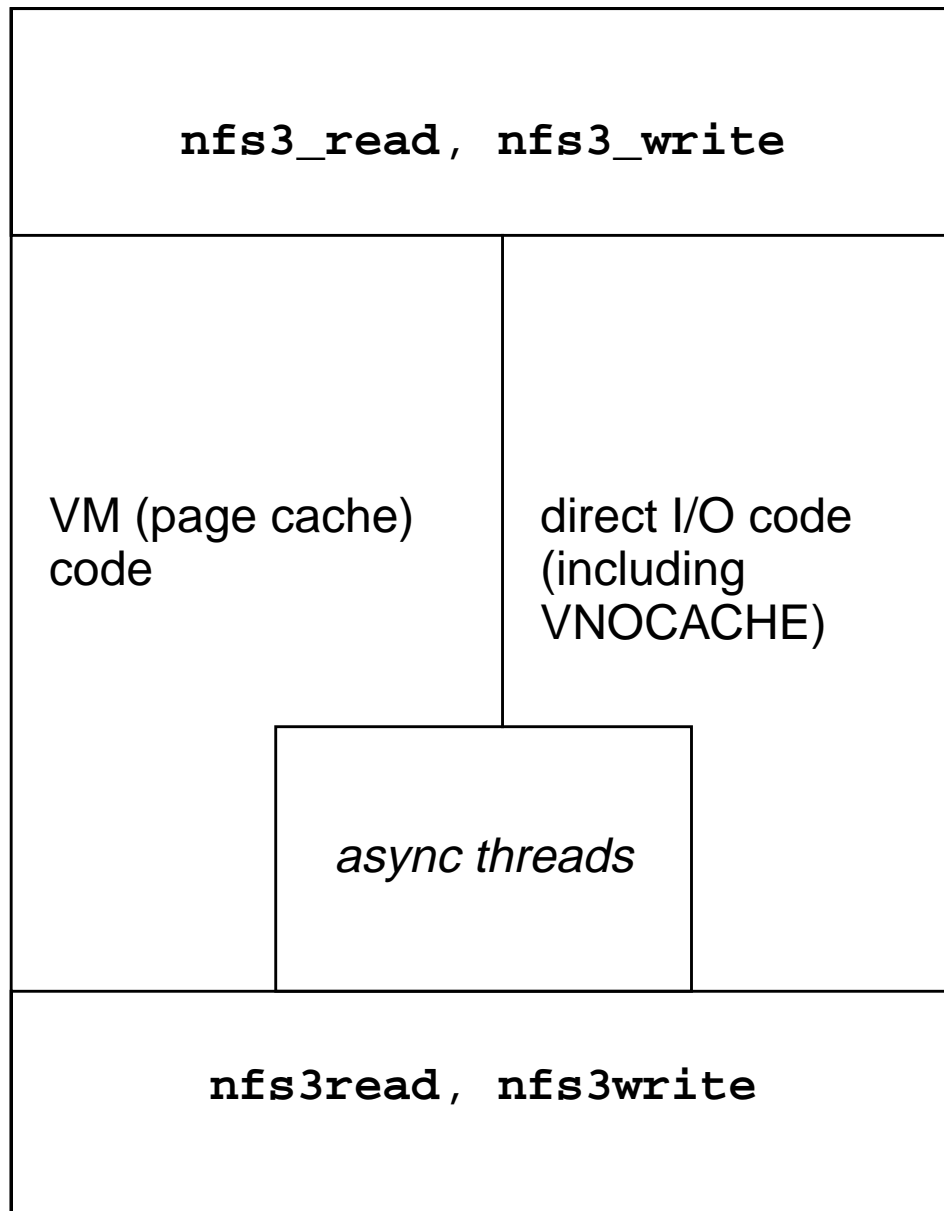 nfs3_read, nfs3_write
VM (page cache)
code
direct I/O code
(including
VNOCACHE)
async threads
nfs3read, nfs3write